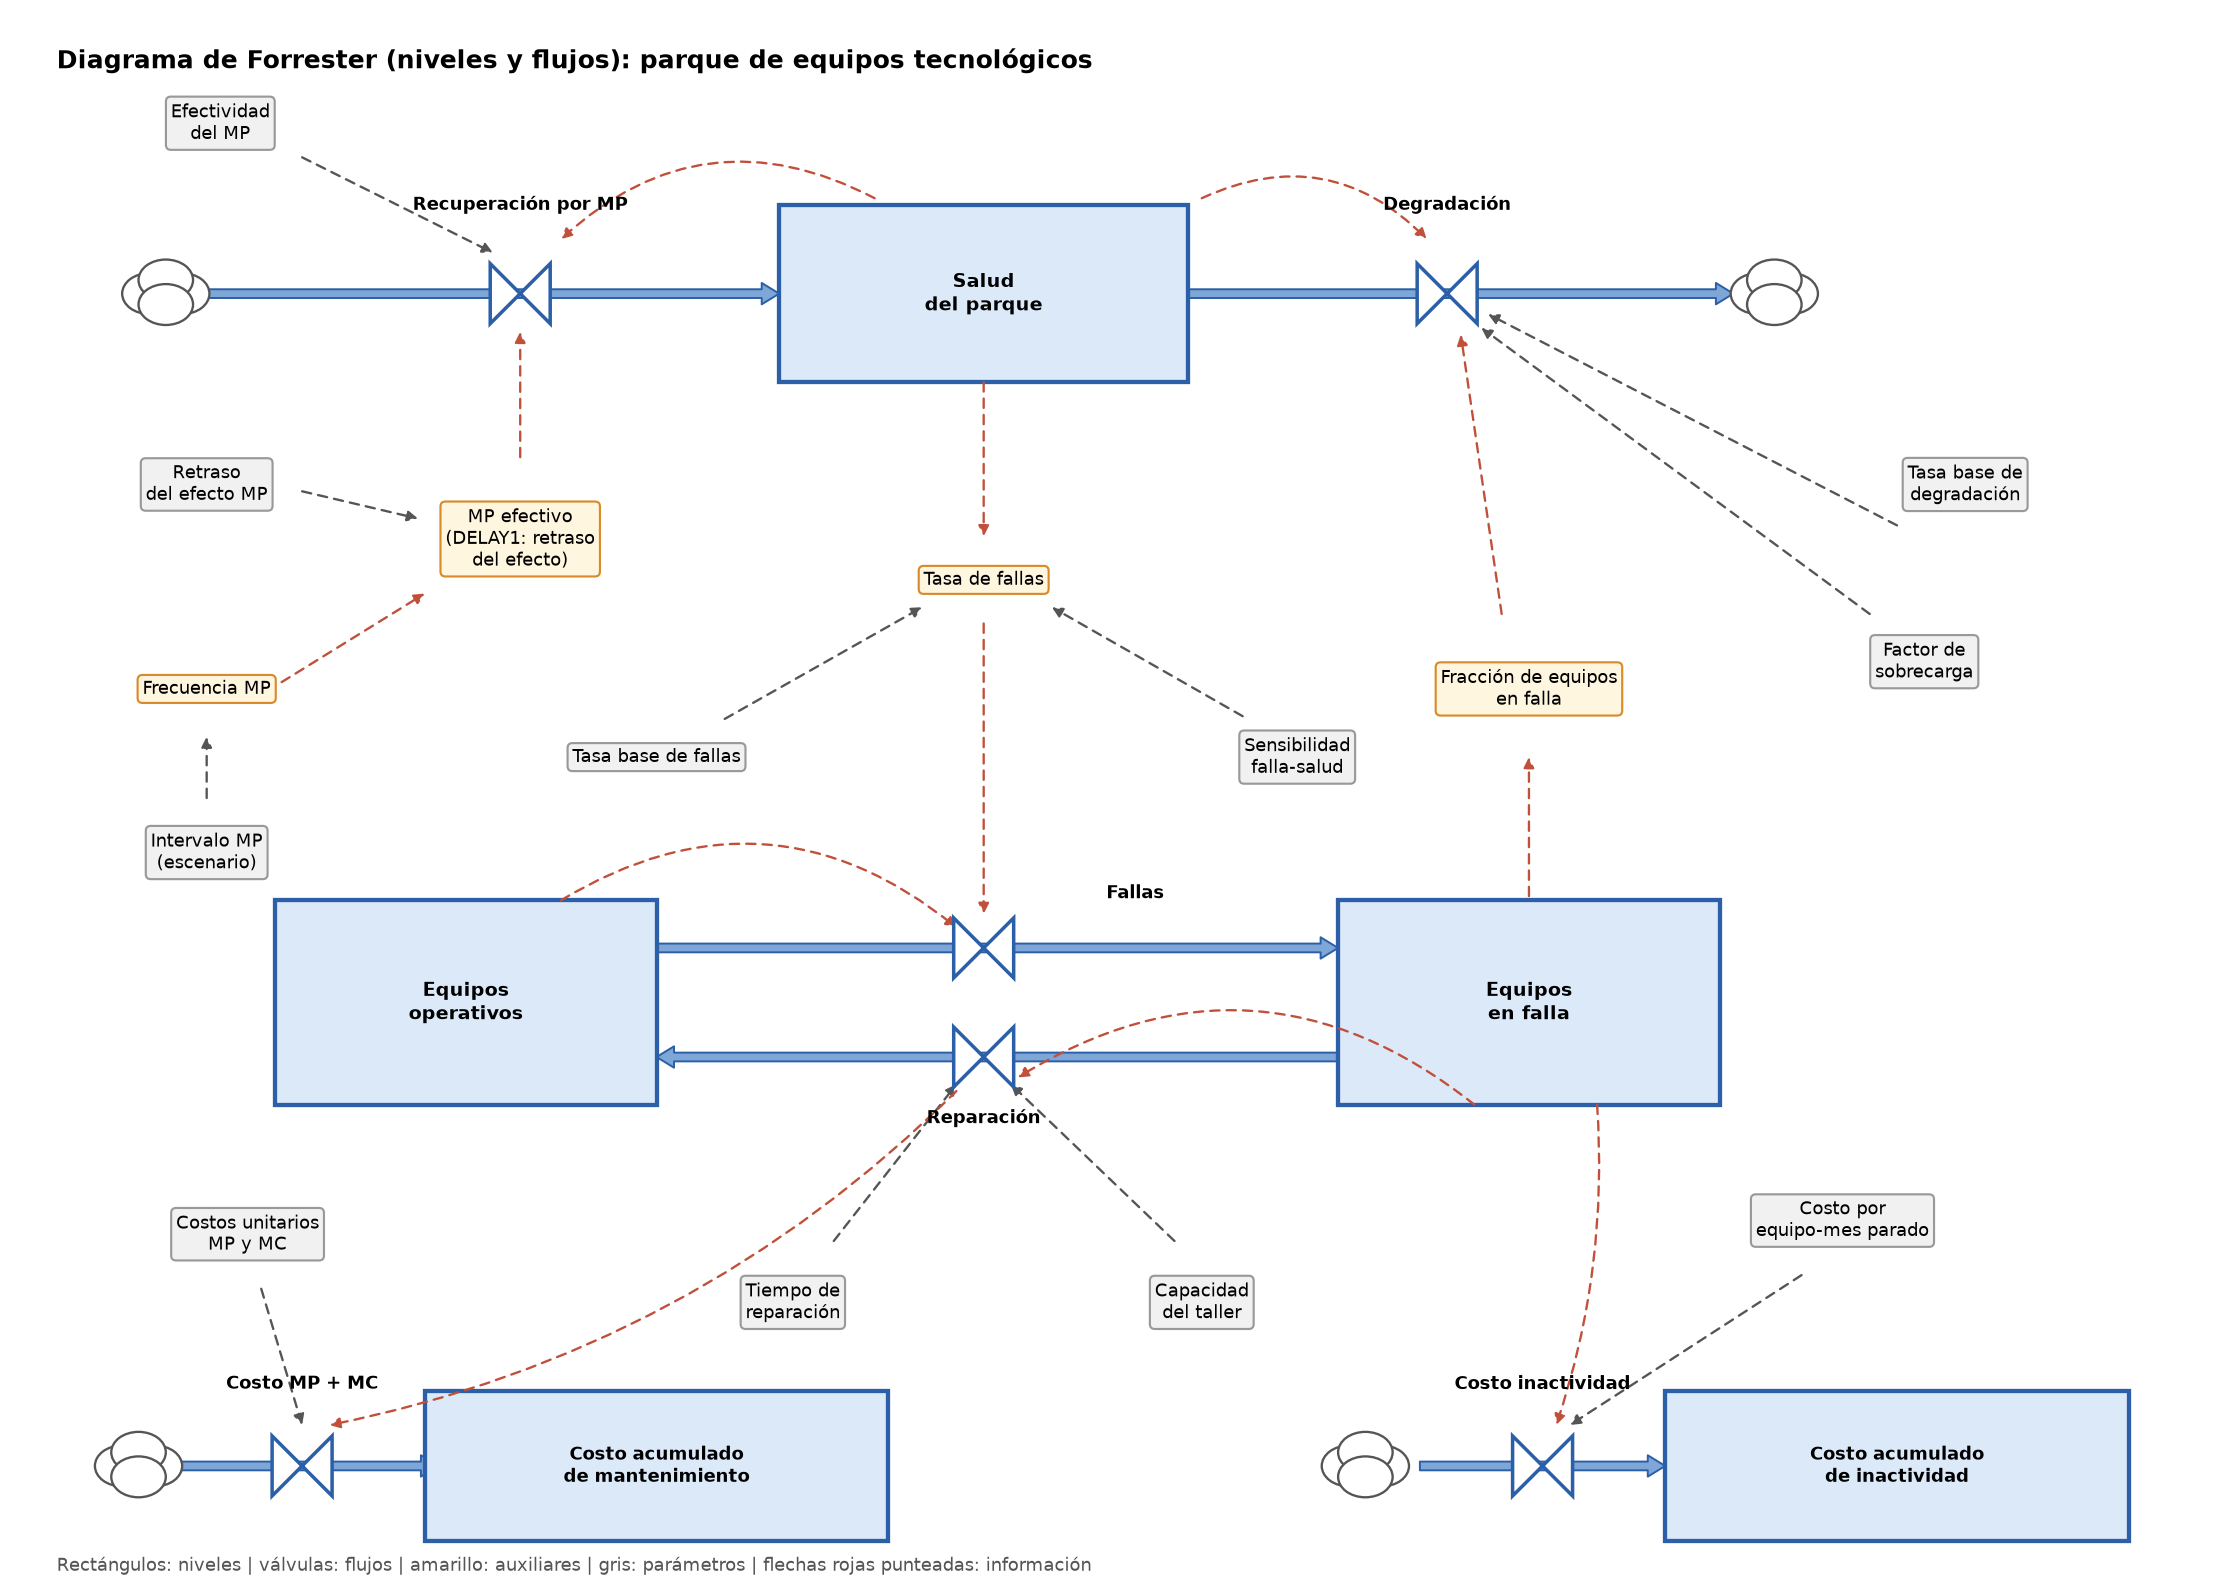 Diagrama de Forrester (niveles y flujos): parque de equipos tecnológicos
Efectividad
del MP
Recuperación por MP
Degradación
Salud
del parque
Retraso
del efecto MP
MP efectivo
(DELAY1: retraso
del efecto)
Tasa base de
degradación
Tasa de fallas
Factor de
sobrecarga
Frecuencia MP
Fracción de equipos
en falla
Tasa base de fallas
Sensibilidad
falla-salud
Intervalo MP
(escenario)
Fallas
Equipos
operativos
Equipos
en falla
Reparación
Costos unitarios
MP y MC
Costo por
equipo-mes parado
Tiempo de
reparación
Capacidad
del taller
Costo MP + MC
Costo inactividad
Costo acumulado
de mantenimiento
Costo acumulado
de inactividad
Rectángulos: niveles | válvulas: flujos | amarillo: auxiliares | gris: parámetros | flechas rojas punteadas: información